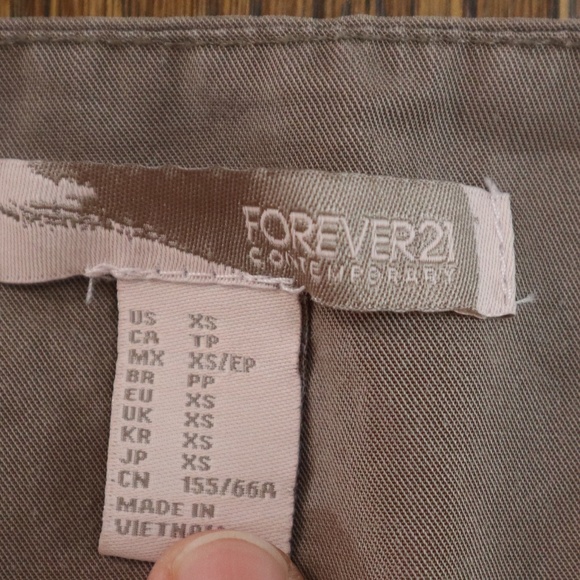 FOREVER21
CONTEMPORARY
US XS
CA TP
MX XS/EP
BR PP
EU XS
UK XS
KR XS
JP XS
CN 155/66A
MADE IN
VIETNAM